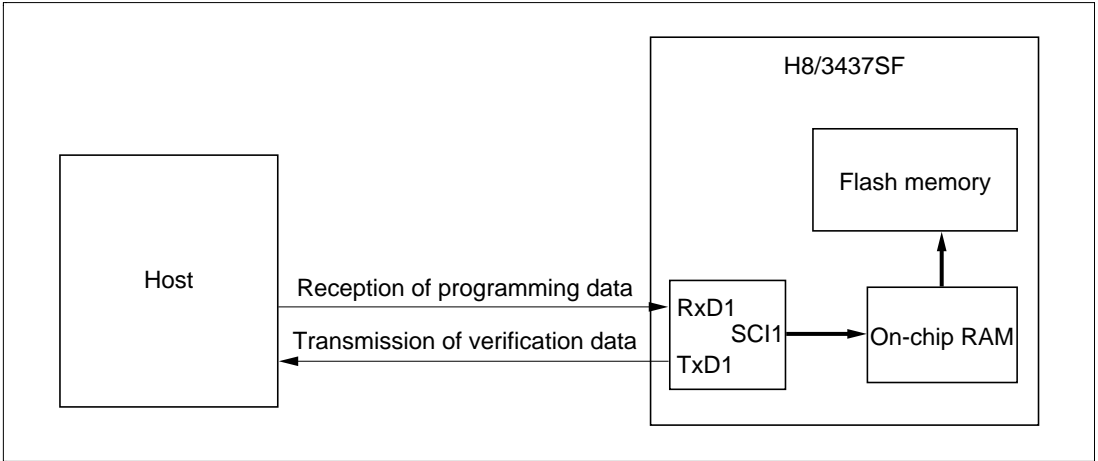 H8/3437SF
Flash memory
Host
Reception of programming data
RxD1
SCI1
On-chip RAM
Transmission of verification data
TxD1